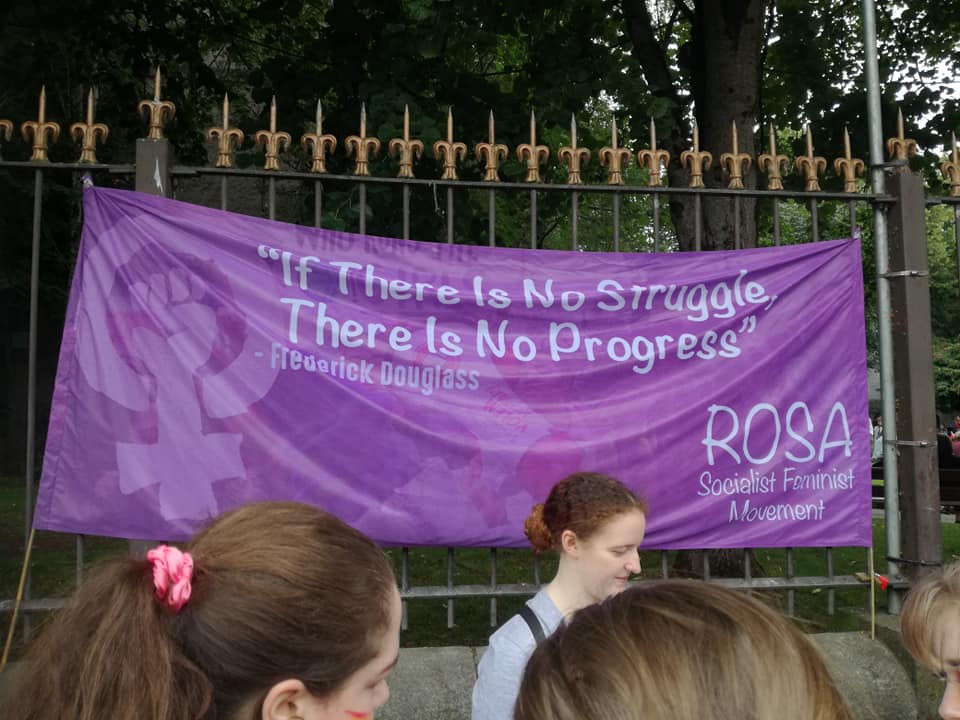 "If There Is No Struggle,
There Is No Progress"
- Frederick Douglass
ROSA
Socialist Feminist
Movement